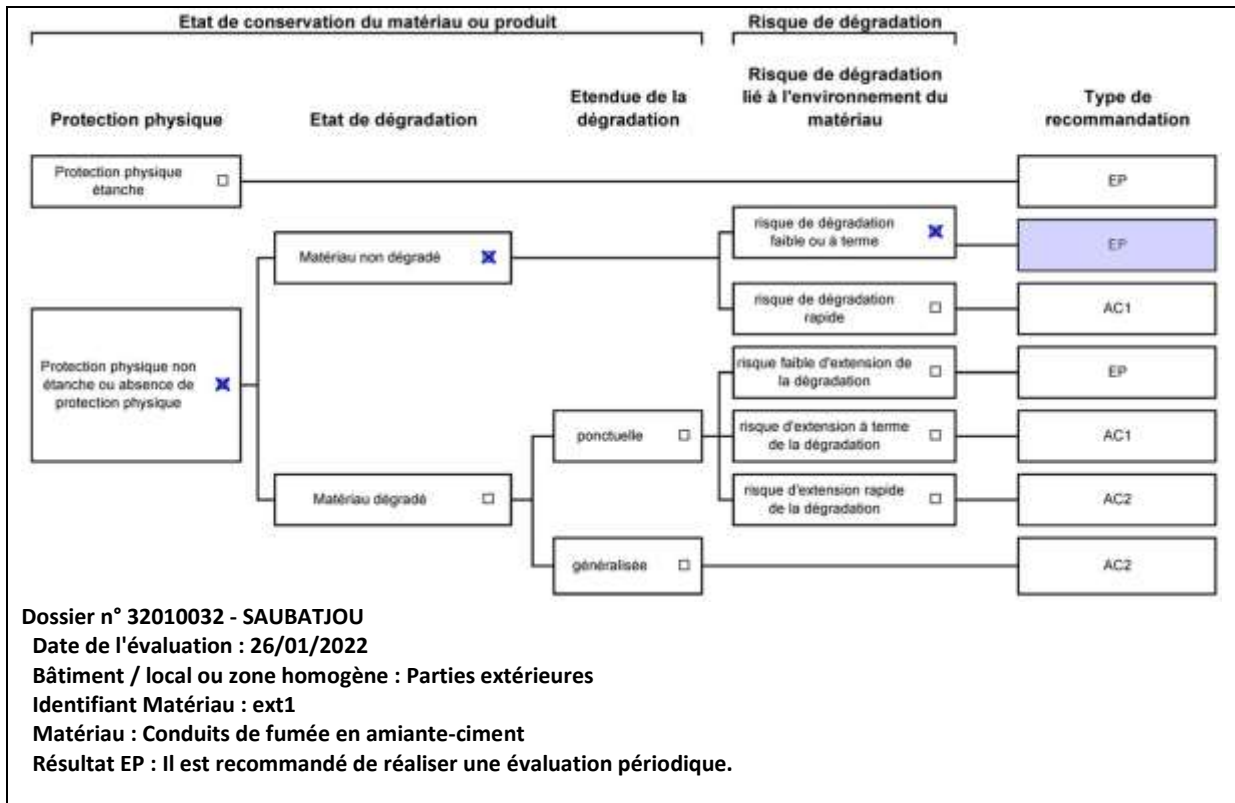 Etat de conservation du matériau ou produit
Risque de dégradation
Protection physique
Etat de dégradation
Etendue de la
dégradation
Risque de dégradation
lié à l'environnement du
matériau
Type de
recommandation
Protection physique
étanche
EP
risque de dégradation
faible ou à terme
EP
Matériau non dégradé
risque de dégradation
rapide
AC1
Protection physique non
étanche ou absence de
protection physique
risque faible d'extension de
la dégradation
EP
ponctuelle
risque d'extension à terme
de la dégradation
AC1
Matériau dégradé
risque d'extension rapide
de la dégradation
AC2
généralisée
AC2
Dossier n° 32010032 - SAUBATJOU
Date de l'évaluation : 26/01/2022
Bâtiment / local ou zone homogène : Parties extérieures
Identifiant Matériau : ext1
Matériau : Conduits de fumée en amiante-ciment
Résultat EP : Il est recommandé de réaliser une évaluation périodique.